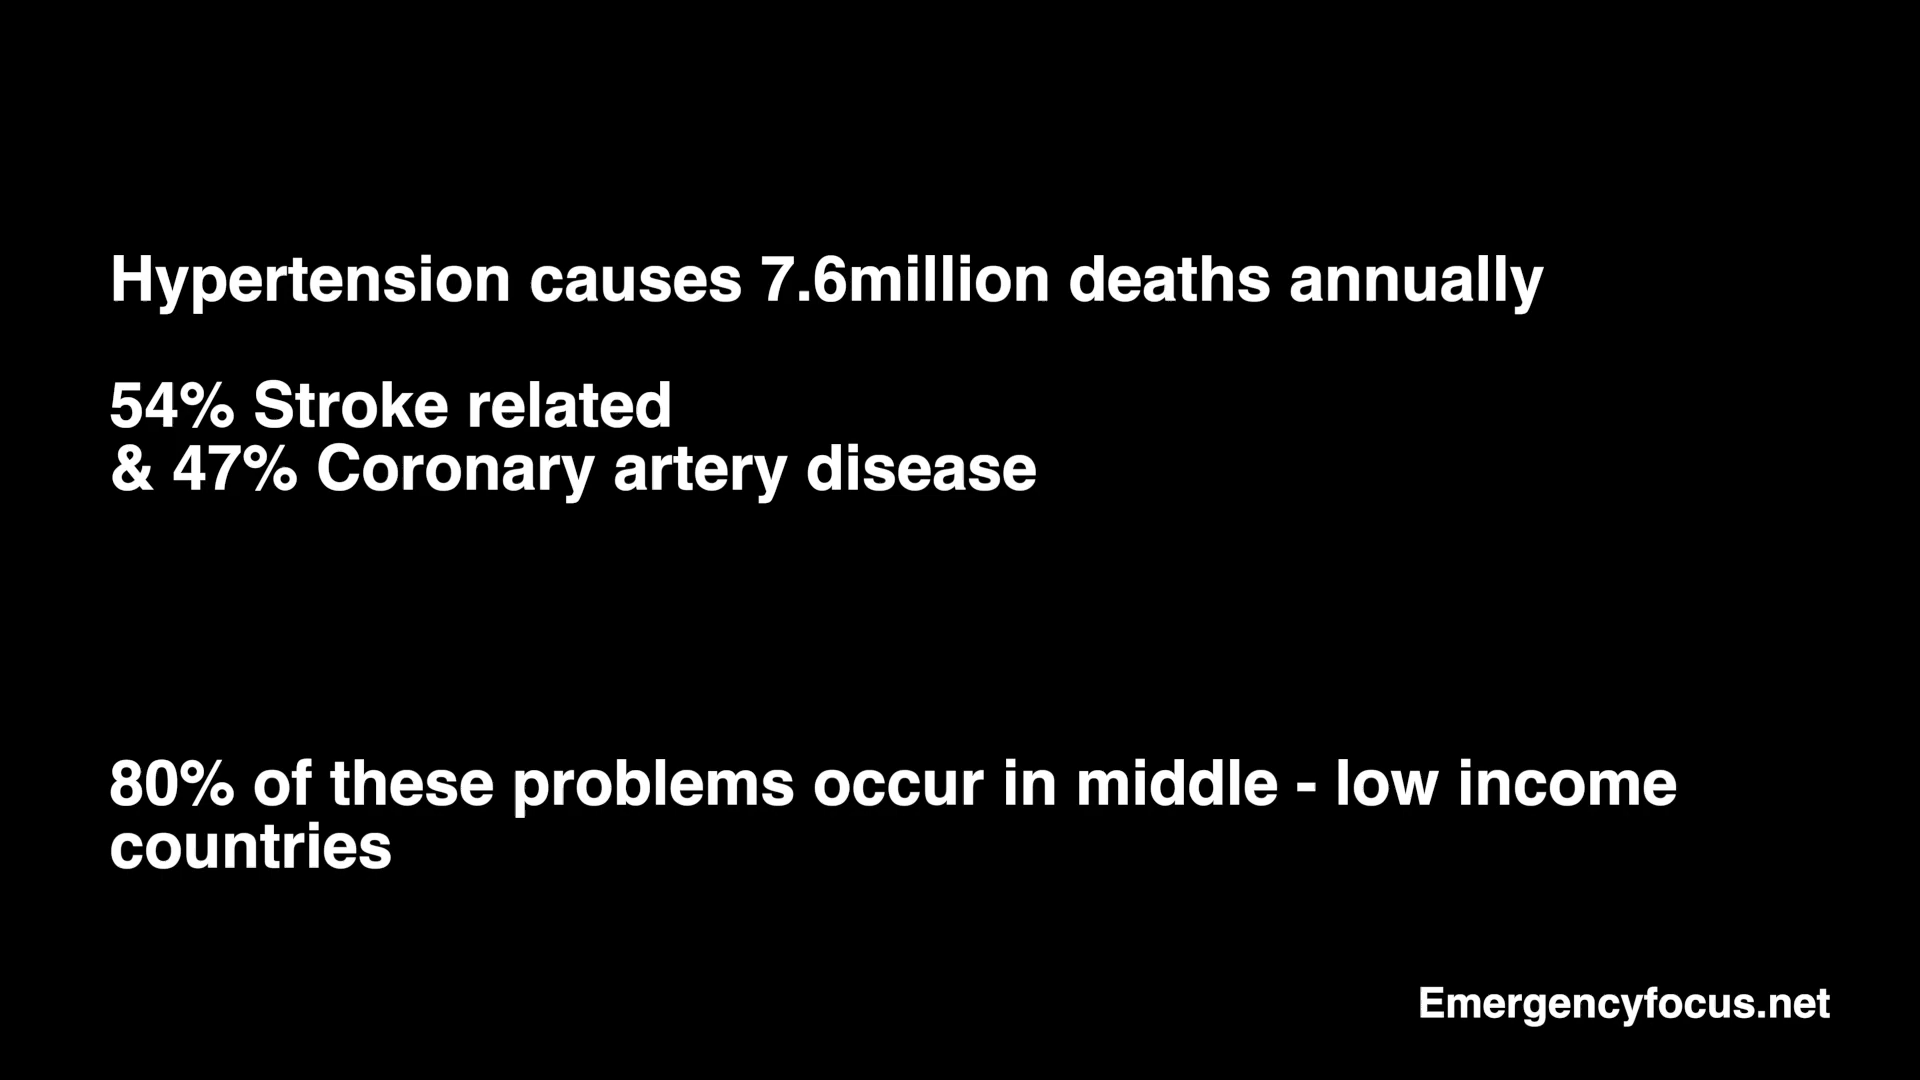 Hypertension causes 7.6million deaths annually
54% Stroke related
& 47% Coronary artery disease
80% of these problems occur in middle - low income
countries
Emergencyfocus.net